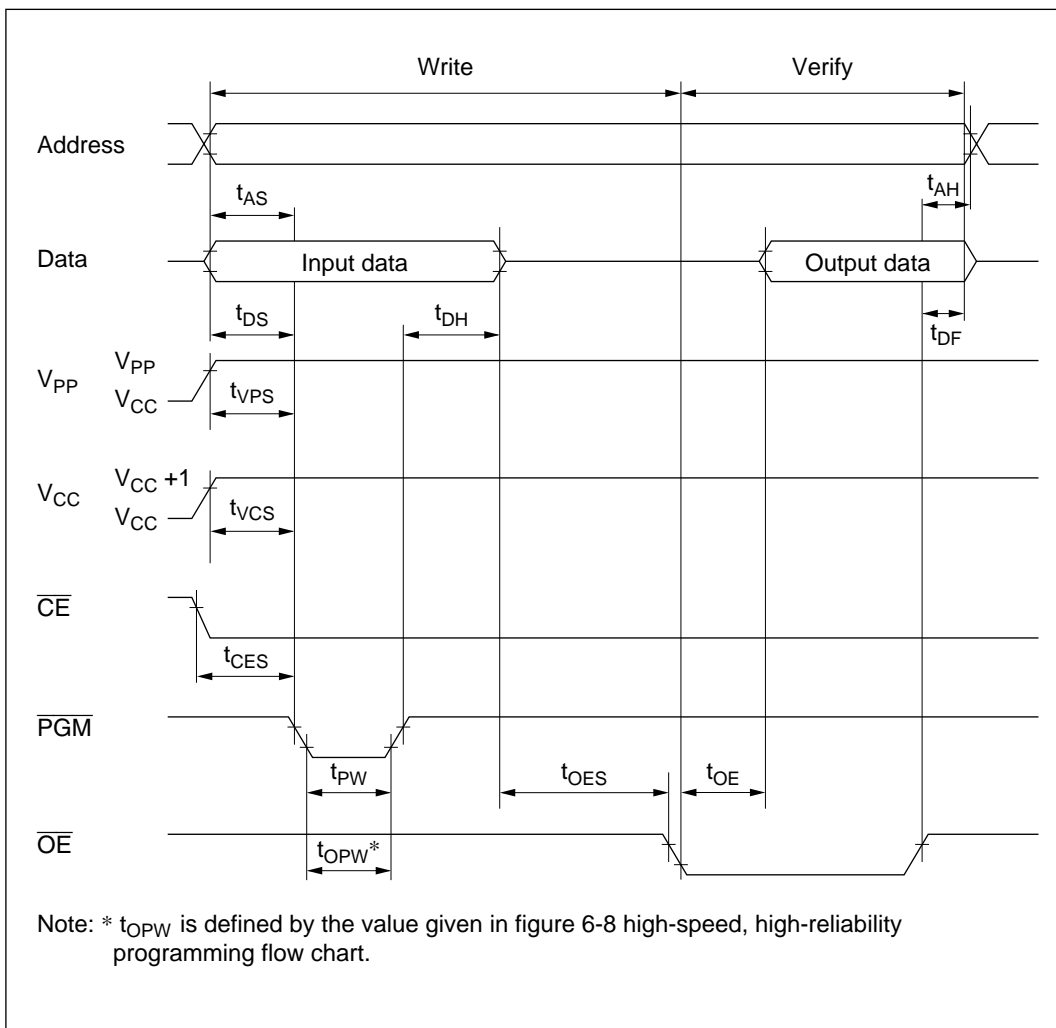 Write
Verify
Address
tAS
tAH
Data
Input data
Output data
tDS
tDH
tDF
VPP
VPP
VCC
tVPS
VCC
VCC +1
VCC
tVCS
CE
tCES
PGM
tPW
tOES
tOE
OE
tOPW*
Note: * tOPW is defined by the value given in figure 6-8 high-speed, high-reliability
programming flow chart.